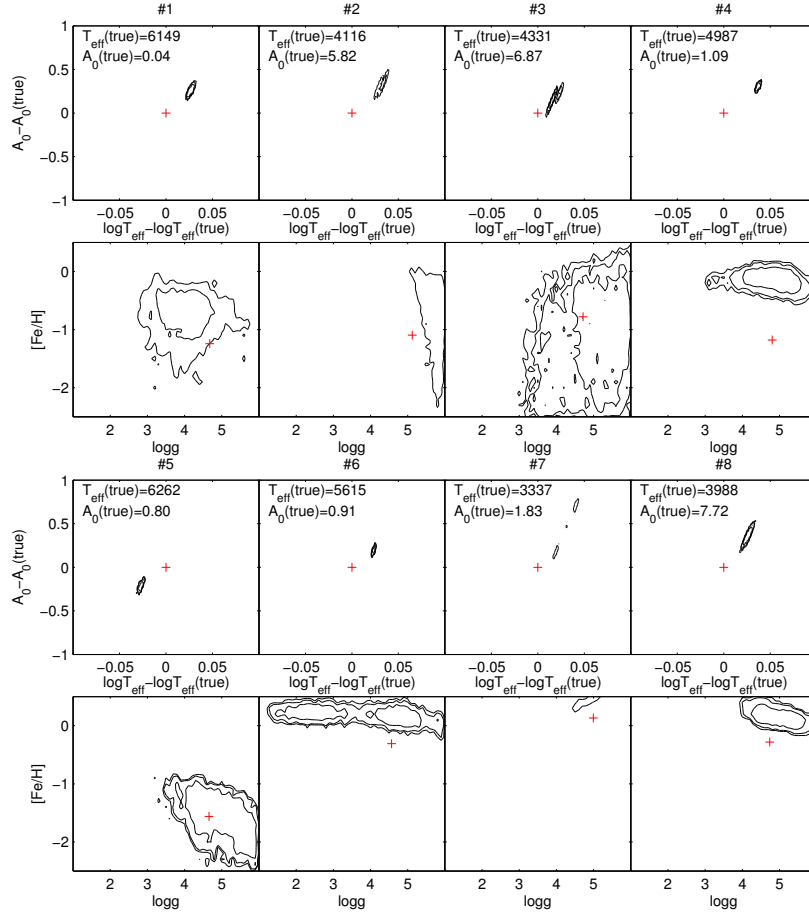 #1 #2 #3 #4
T_eff(true)=6149 T_eff(true)=4116 T_eff(true)=4331 T_eff(true)=4987
A_0(true)=0.04 A_0(true)=5.82 A_0(true)=6.87 A_0(true)=1.09
A_0−A_0(true)
1
0.5
0
−0.5
−1
−0.05 0 0.05 −0.05 0 0.05 −0.05 0 0.05 −0.05 0 0.05
logT_eff−logT_eff(true) logT_eff−logT_eff(true) logT_eff−logT_eff(true) logT_eff−logT_eff(true)
[Fe/H]
0
−1
−2
2 3 4 5 2 3 4 5 2 3 4 5 2 3 4 5
logg logg logg logg
#5 #6 #7 #8
T_eff(true)=6262 T_eff(true)=5615 T_eff(true)=3337 T_eff(true)=3988
A_0(true)=0.80 A_0(true)=0.91 A_0(true)=1.83 A_0(true)=7.72
A_0−A_0(true)
1
0.5
0
−0.5
−1
−0.05 0 0.05 −0.05 0 0.05 −0.05 0 0.05 −0.05 0 0.05
logT_eff−logT_eff(true) logT_eff−logT_eff(true) logT_eff−logT_eff(true) logT_eff−logT_eff(true)
[Fe/H]
0
−1
−2
2 3 4 5 2 3 4 5 2 3 4 5 2 3 4 5
logg logg logg logg